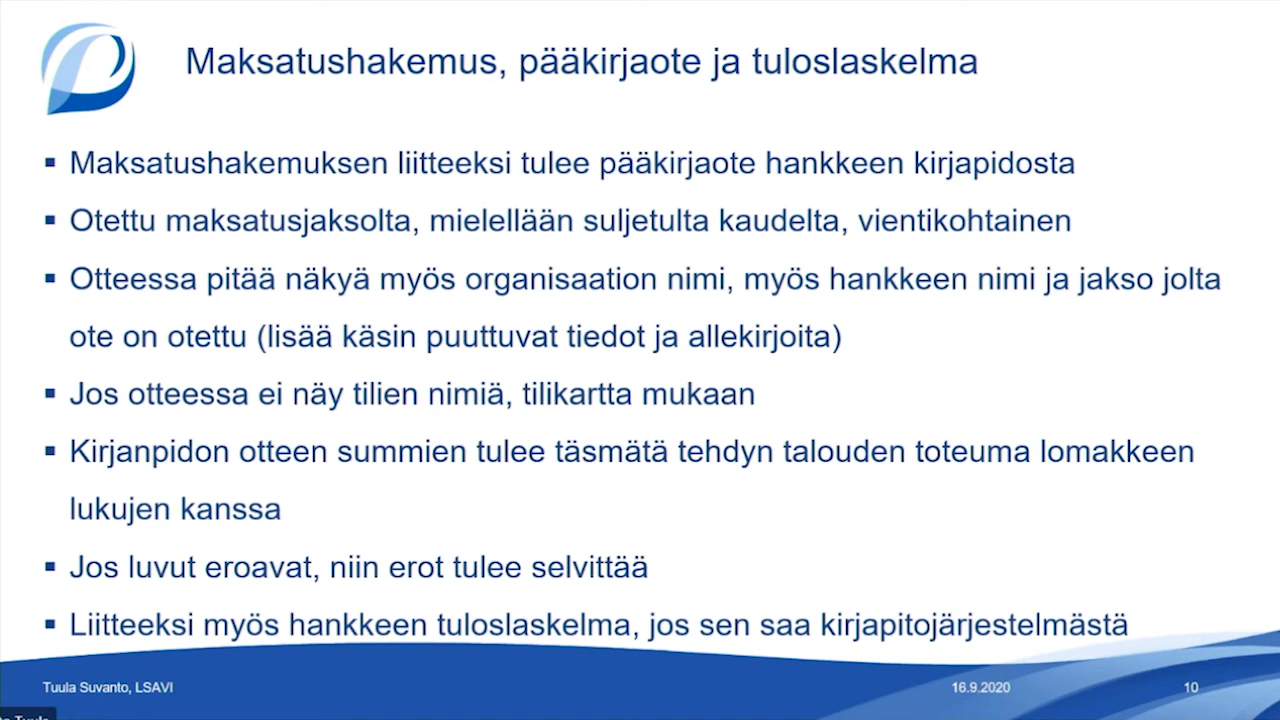 Maksatushakemus, pääkirjaote ja tuloslaskelma
▪ Maksatushakemuksen liitteeksi tulee pääkirjaote hankkeen kirjapidosta
▪ Otettu maksatusjaksolta, mielellään suljetulta kaudelta, vientikohtainen
▪ Otteessa pitää näkyä myös organisaation nimi, myös hankkeen nimi ja jakso jolta
ote on otettu (lisää käsin puuttuvat tiedot ja allekirjoita)
▪ Jos otteessa ei näy tilien nimiä, tilikartta mukaan
▪ Kirjanpidon otteen summien tulee täsmätä tehdyn talouden toteuma lomakkeen
lukujen kanssa
▪ Jos luvut eroavat, niin erot tulee selvittää
▪ Liitteeksi myös hankkeen tuloslaskelma, jos sen saa kirjapitojärjestelmästä
Tuula Suvanto, LSAVI 16.9.2020 10